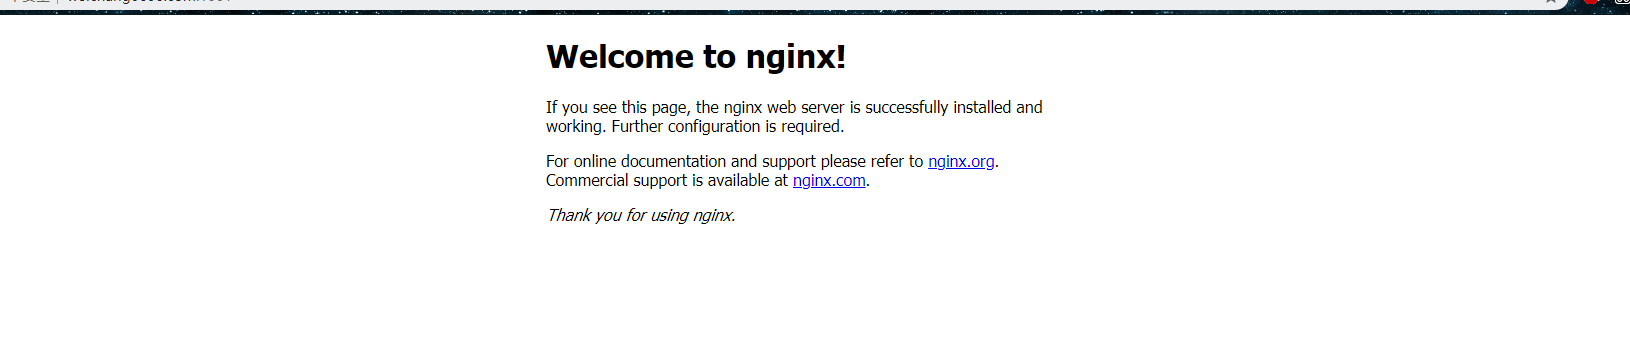 Welcome to nginx!
If you see this page, the nginx web server is successfully installed and
working. Further configuration is required.
For online documentation and support please refer to nginx.org.
Commercial support is available at nginx.com.
Thank you for using nginx.